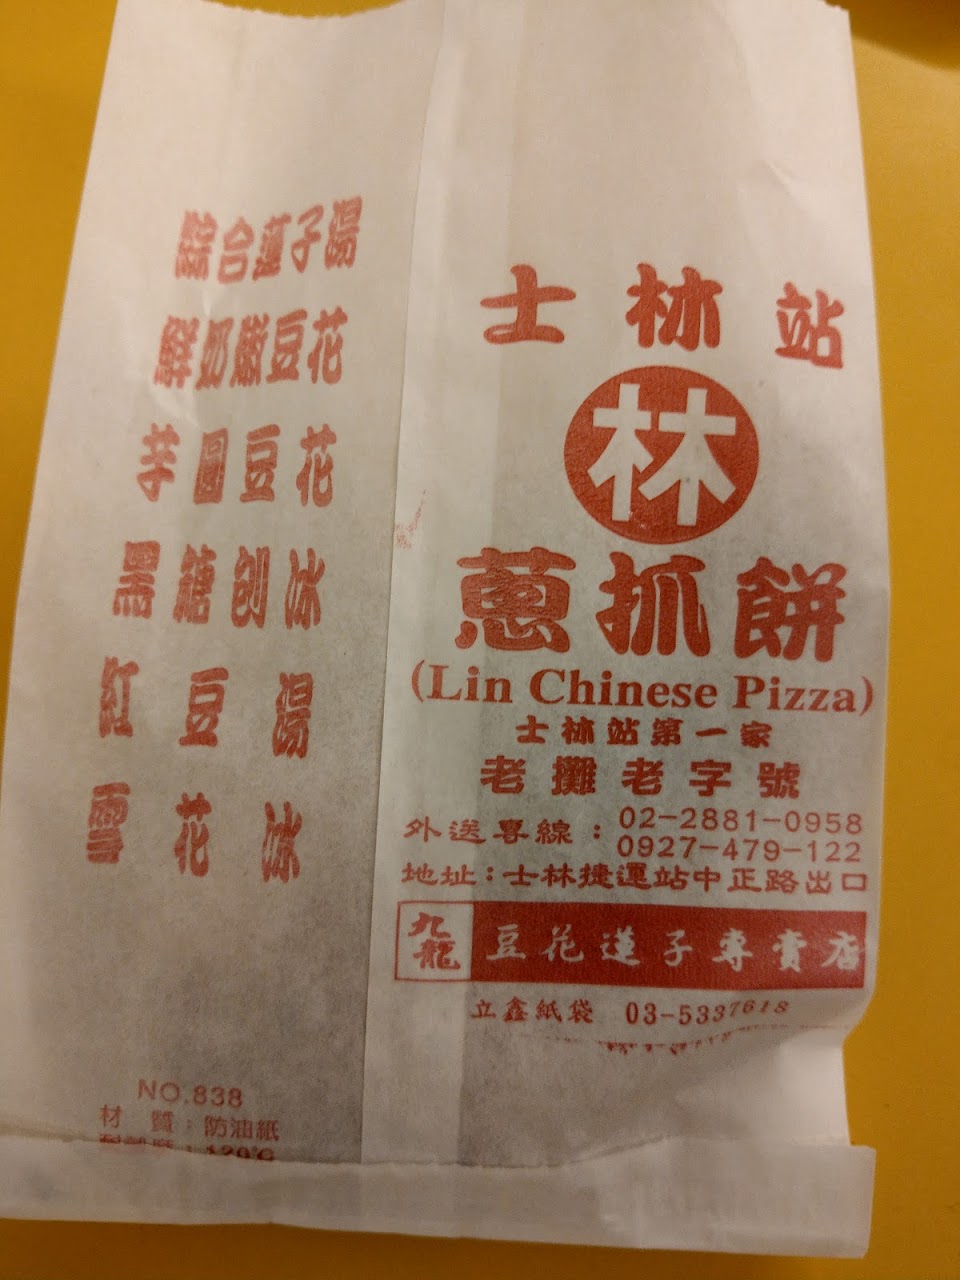 綜合蓮子湯
鮮奶嫩豆花
芋圓豆花
黑糖刨冰
紅豆湯
雪花冰
NO.838
材 質：防油紙
耐熱度：120℃
士林站
林
蔥抓餅
(Lin Chinese Pizza)
士林站第一家
老攤老字號
外送專線：02-2881-0958
0927-479-122
地址：士林捷運站中正路出口
九龍 豆花蓮子專賣店
立鑫紙袋 03-5337618